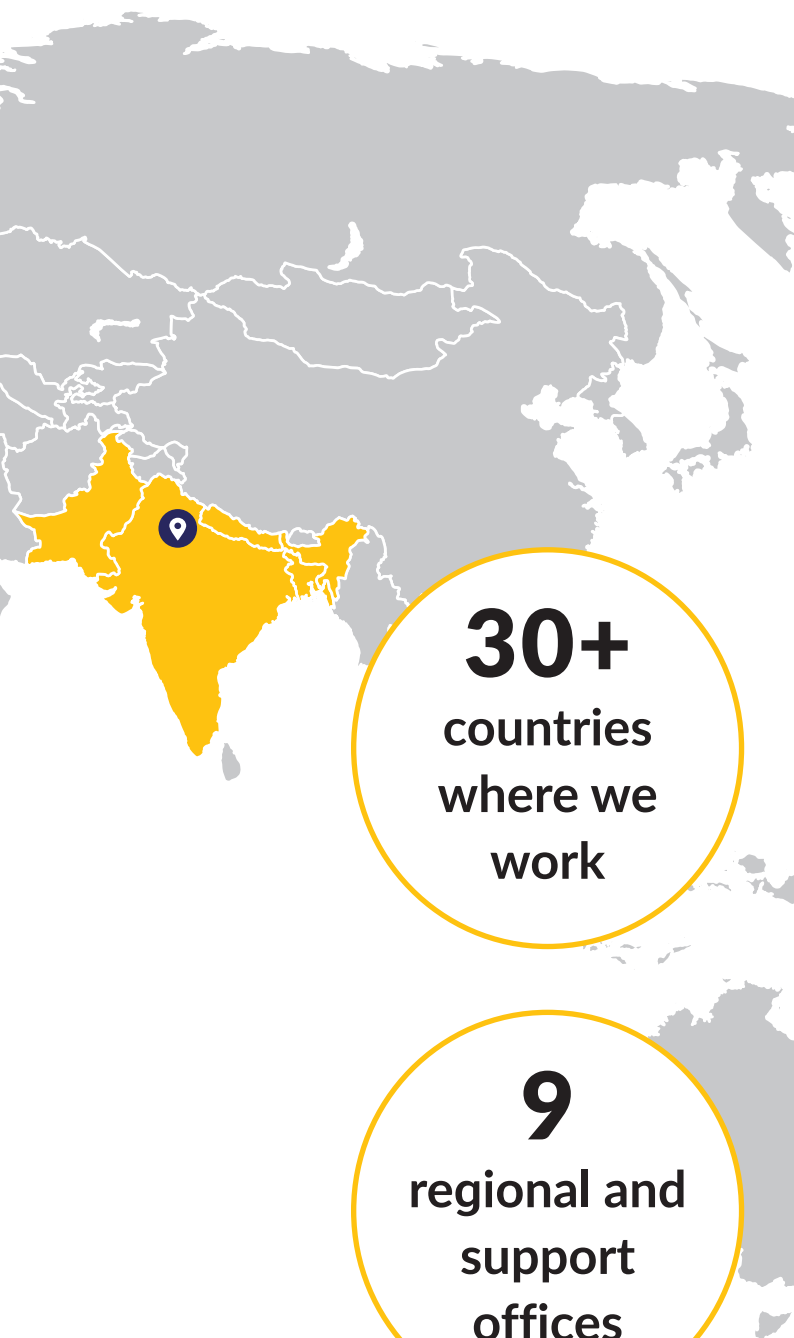 30+
countries
where we
work
9
regional and
support
offices